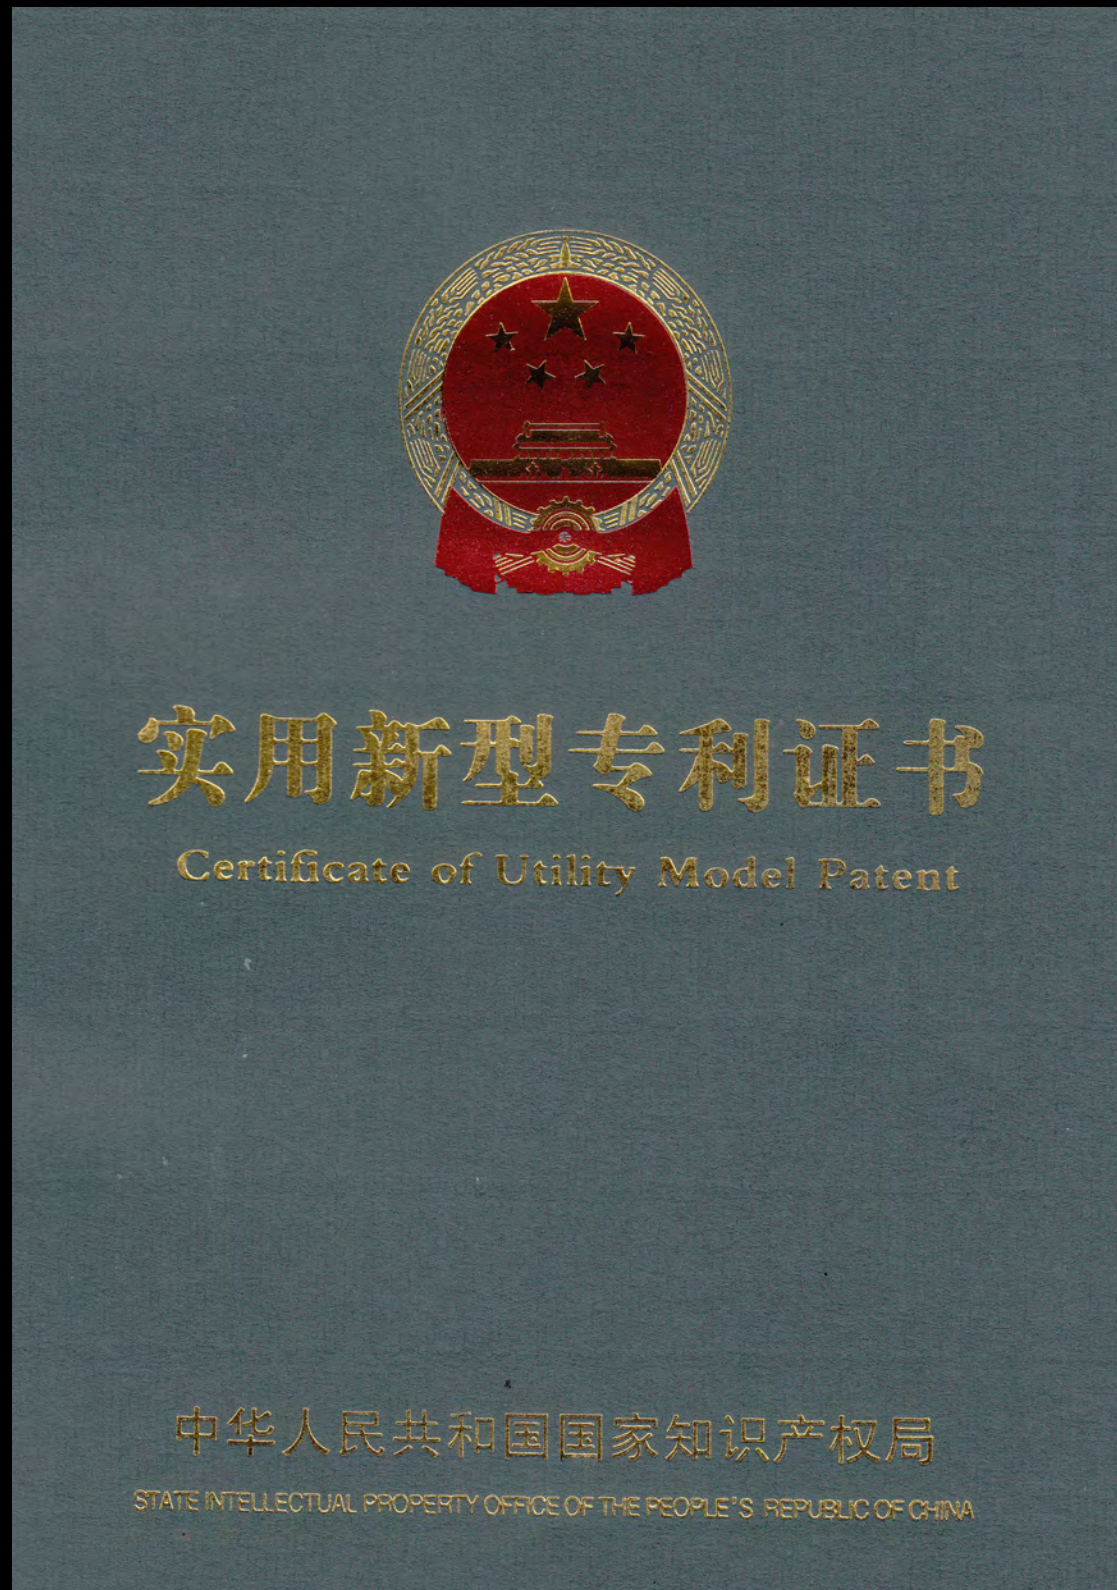 实用新型专利证书
Certificate of Utility Model Patent
中华人民共和国国家知识产权局
STATE INTELLECTUAL PROPERTY OFFICE OF THE PEOPLE'S REPUBLIC OF CHINA